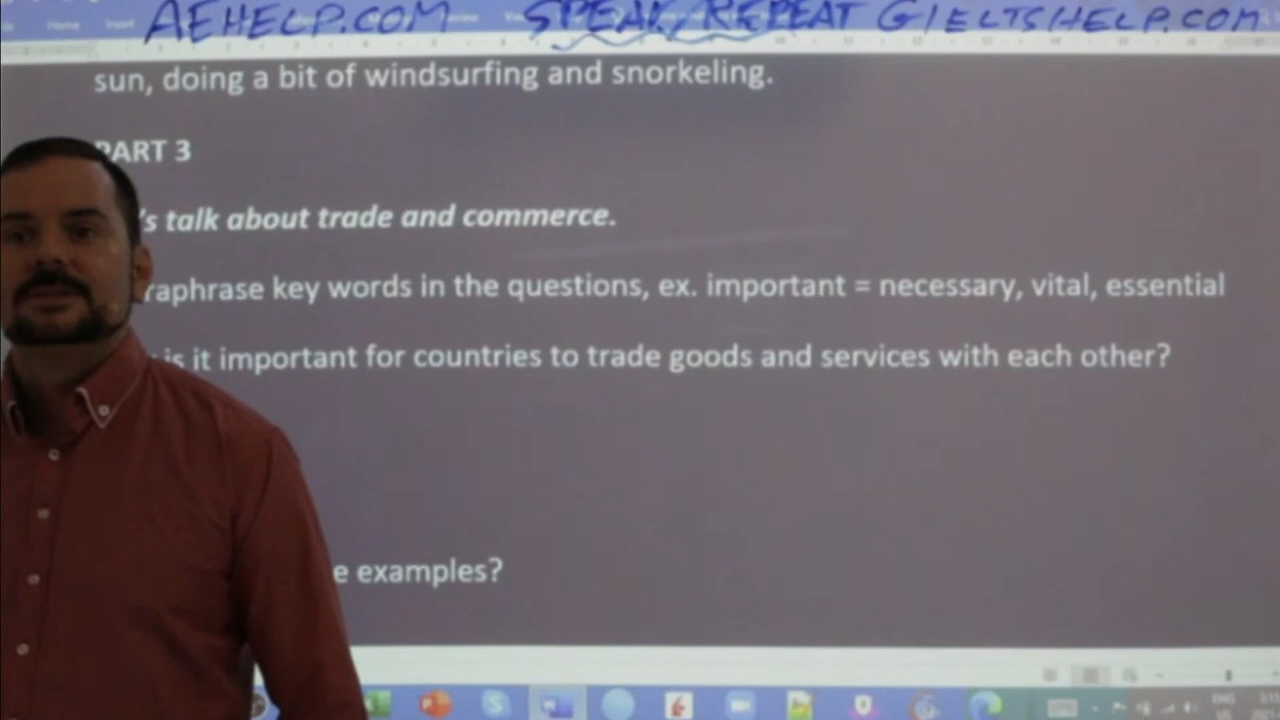 AEHELP.COM SPEAK, REPEAT GIELTSHELP.COM
sun, doing a bit of windsurfing and snorkeling.
PART 3
's talk about trade and commerce.
raphrase key words in the questions, ex. important = necessary, vital, essential
is it important for countries to trade goods and services with each other?
e examples?